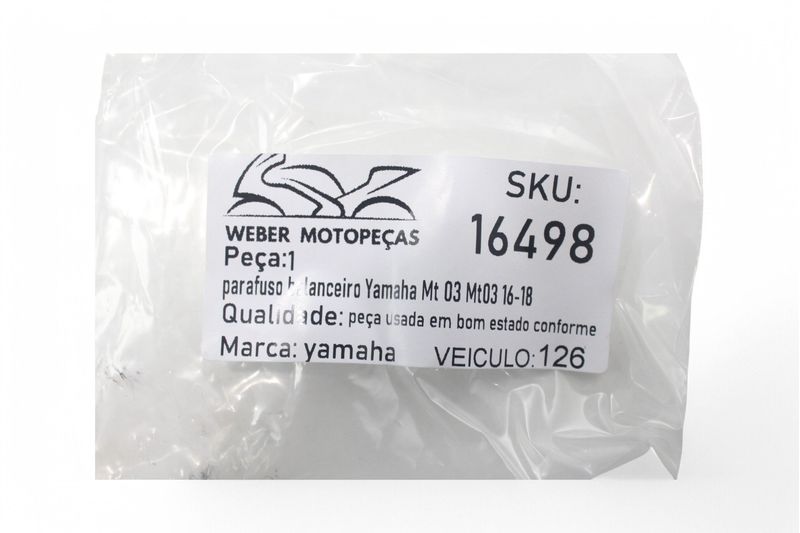 WEBER MOTOPEÇAS
SKU:
16498
Peça:1
parafuso balanceiro Yamaha Mt 03 Mt03 16-18
Qualidade: peça usada em bom estado conforme
Marca: yamaha VEICULO: 126